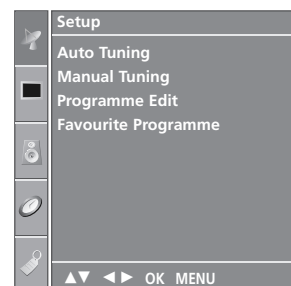 Setup
Auto Tuning
Manual Tuning
Programme Edit
Favourite Programme
▲▼ ◄► OK MENU